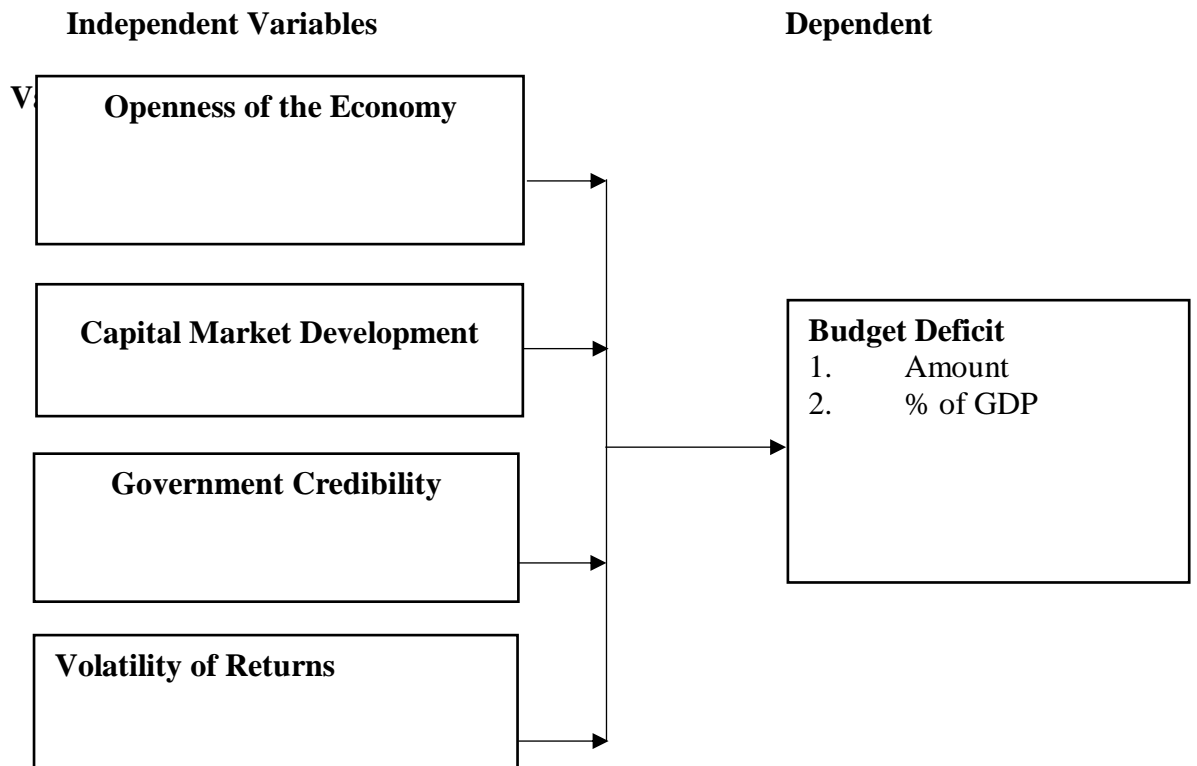 Independent Variables Dependent
Openness of the Economy
Capital Market Development
Government Credibility
Volatility of Returns
Budget Deficit
1. Amount
2. % of GDP